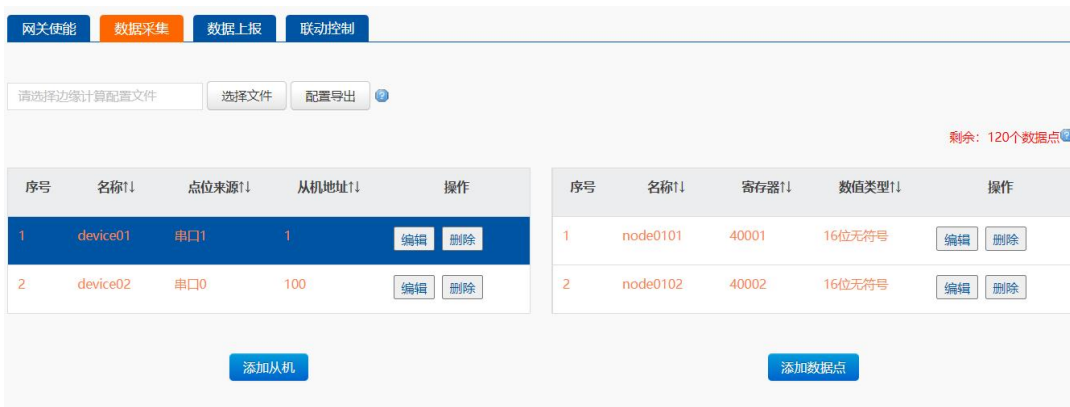 网关使能 数据采集 数据上报 联动控制
请选择边缘计算配置文件 选择文件 配置导出
剩余：120个数据点
序号 名称↑↓ 点位来源↑↓ 从机地址↑↓ 操作 序号 名称↑↓ 寄存器↑↓ 数值类型↑↓ 操作
1 device01 串口1 1 编辑 删除 1 node0101 40001 16位无符号 编辑 删除
2 device02 串口0 100 编辑 删除 2 node0102 40002 16位无符号 编辑 删除
添加从机 添加数据点